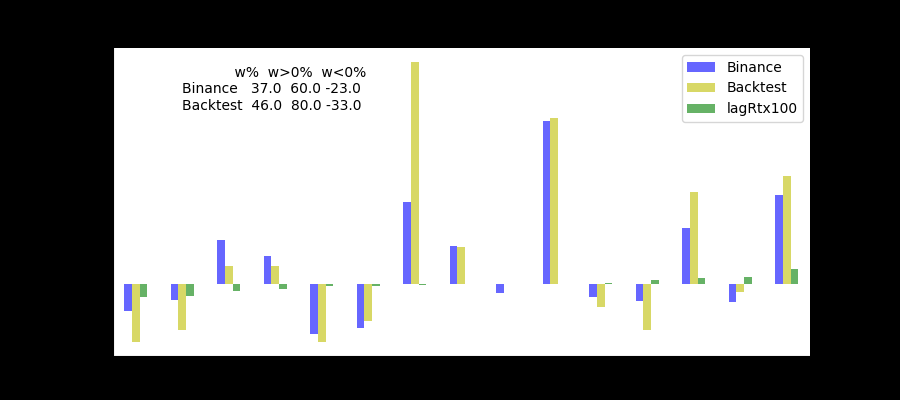 w% w>0% w<0%
Binance 37.0 60.0 -23.0
Backtest 46.0 80.0 -33.0
Binance
Backtest
lagRtx100